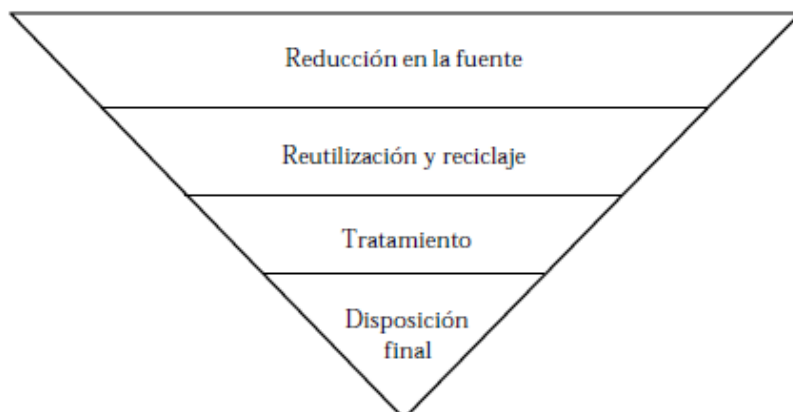 Reducción en la fuente
Reutilización y reciclaje
Tratamiento
Disposición
final